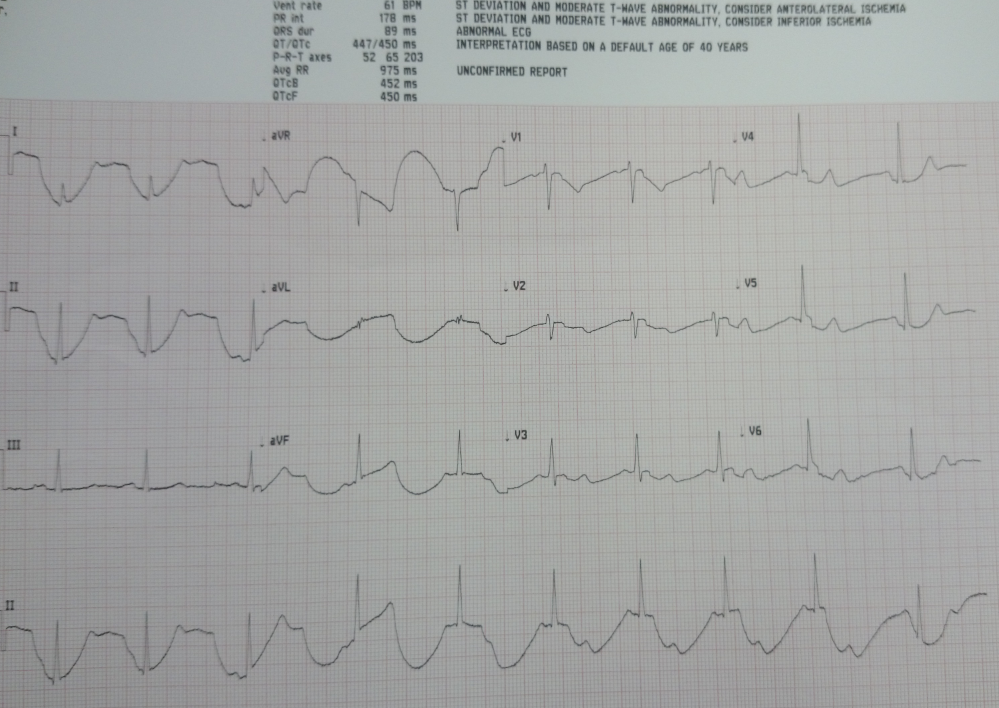 r.
Vent rate 61 BPM
PR int 178 ms
QRS dur 89 ms
QT/QTc 447/450 ms
P-R-T axes 52 65 203
Avg RR 975 ms
QTcB 452 ms
QTcF 450 ms
ST DEVIATION AND MODERATE T-WAVE ABNORMALITY, CONSIDER ANTEROLATERAL ISCHEMIA
ST DEVIATION AND MODERATE T-WAVE ABNORMALITY, CONSIDER INFERIOR ISCHEMIA
ABNORMAL ECG
INTERPRETATION BASED ON A DEFAULT AGE OF 40 YEARS
UNCONFIRMED REPORT
I aVR V1 V4
II aVL V2 V5
III aVF V3 V6
II